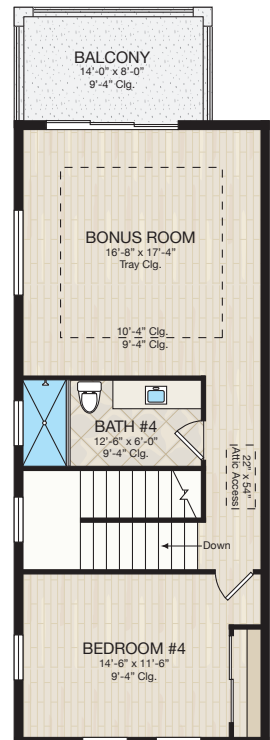 BALCONY
14'-0" x 8'-0"
9'-4" Clg.
BONUS ROOM
16'-8" x 17'-4"
Tray Clg.
10'-4" Clg.
9'-4" Clg.
BATH #4
12'-6" x 6'-0"
9'-4" Clg.
22" x 54"
Attic Access
Down
BEDROOM #4
14'-6" x 11'-6"
9'-4" Clg.